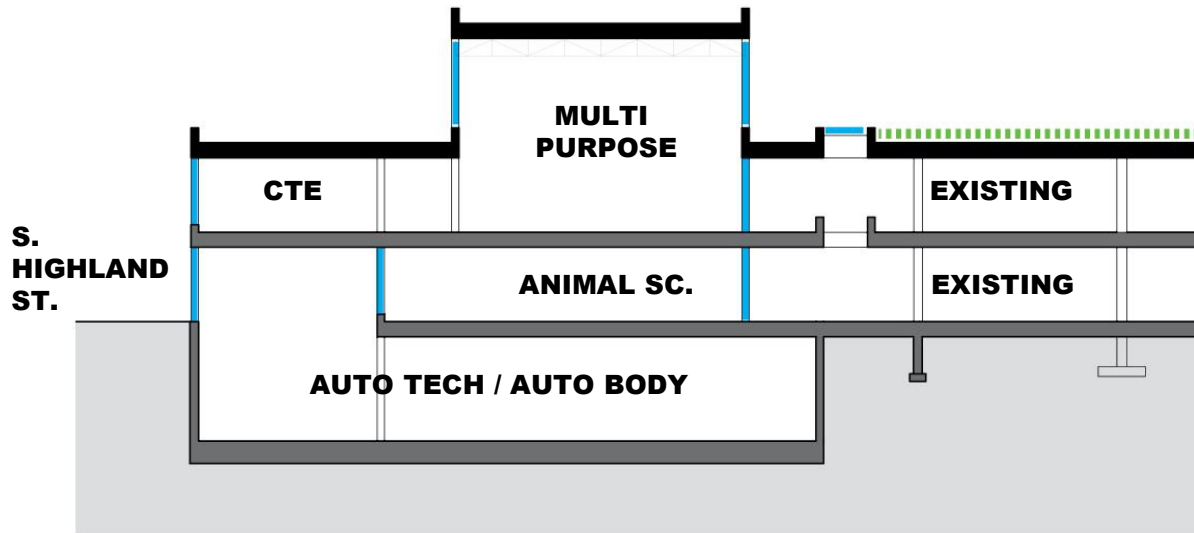 MULTI
PURPOSE
CTE
EXISTING
S.
HIGHLAND
ST.
ANIMAL SC.
EXISTING
AUTO TECH / AUTO BODY